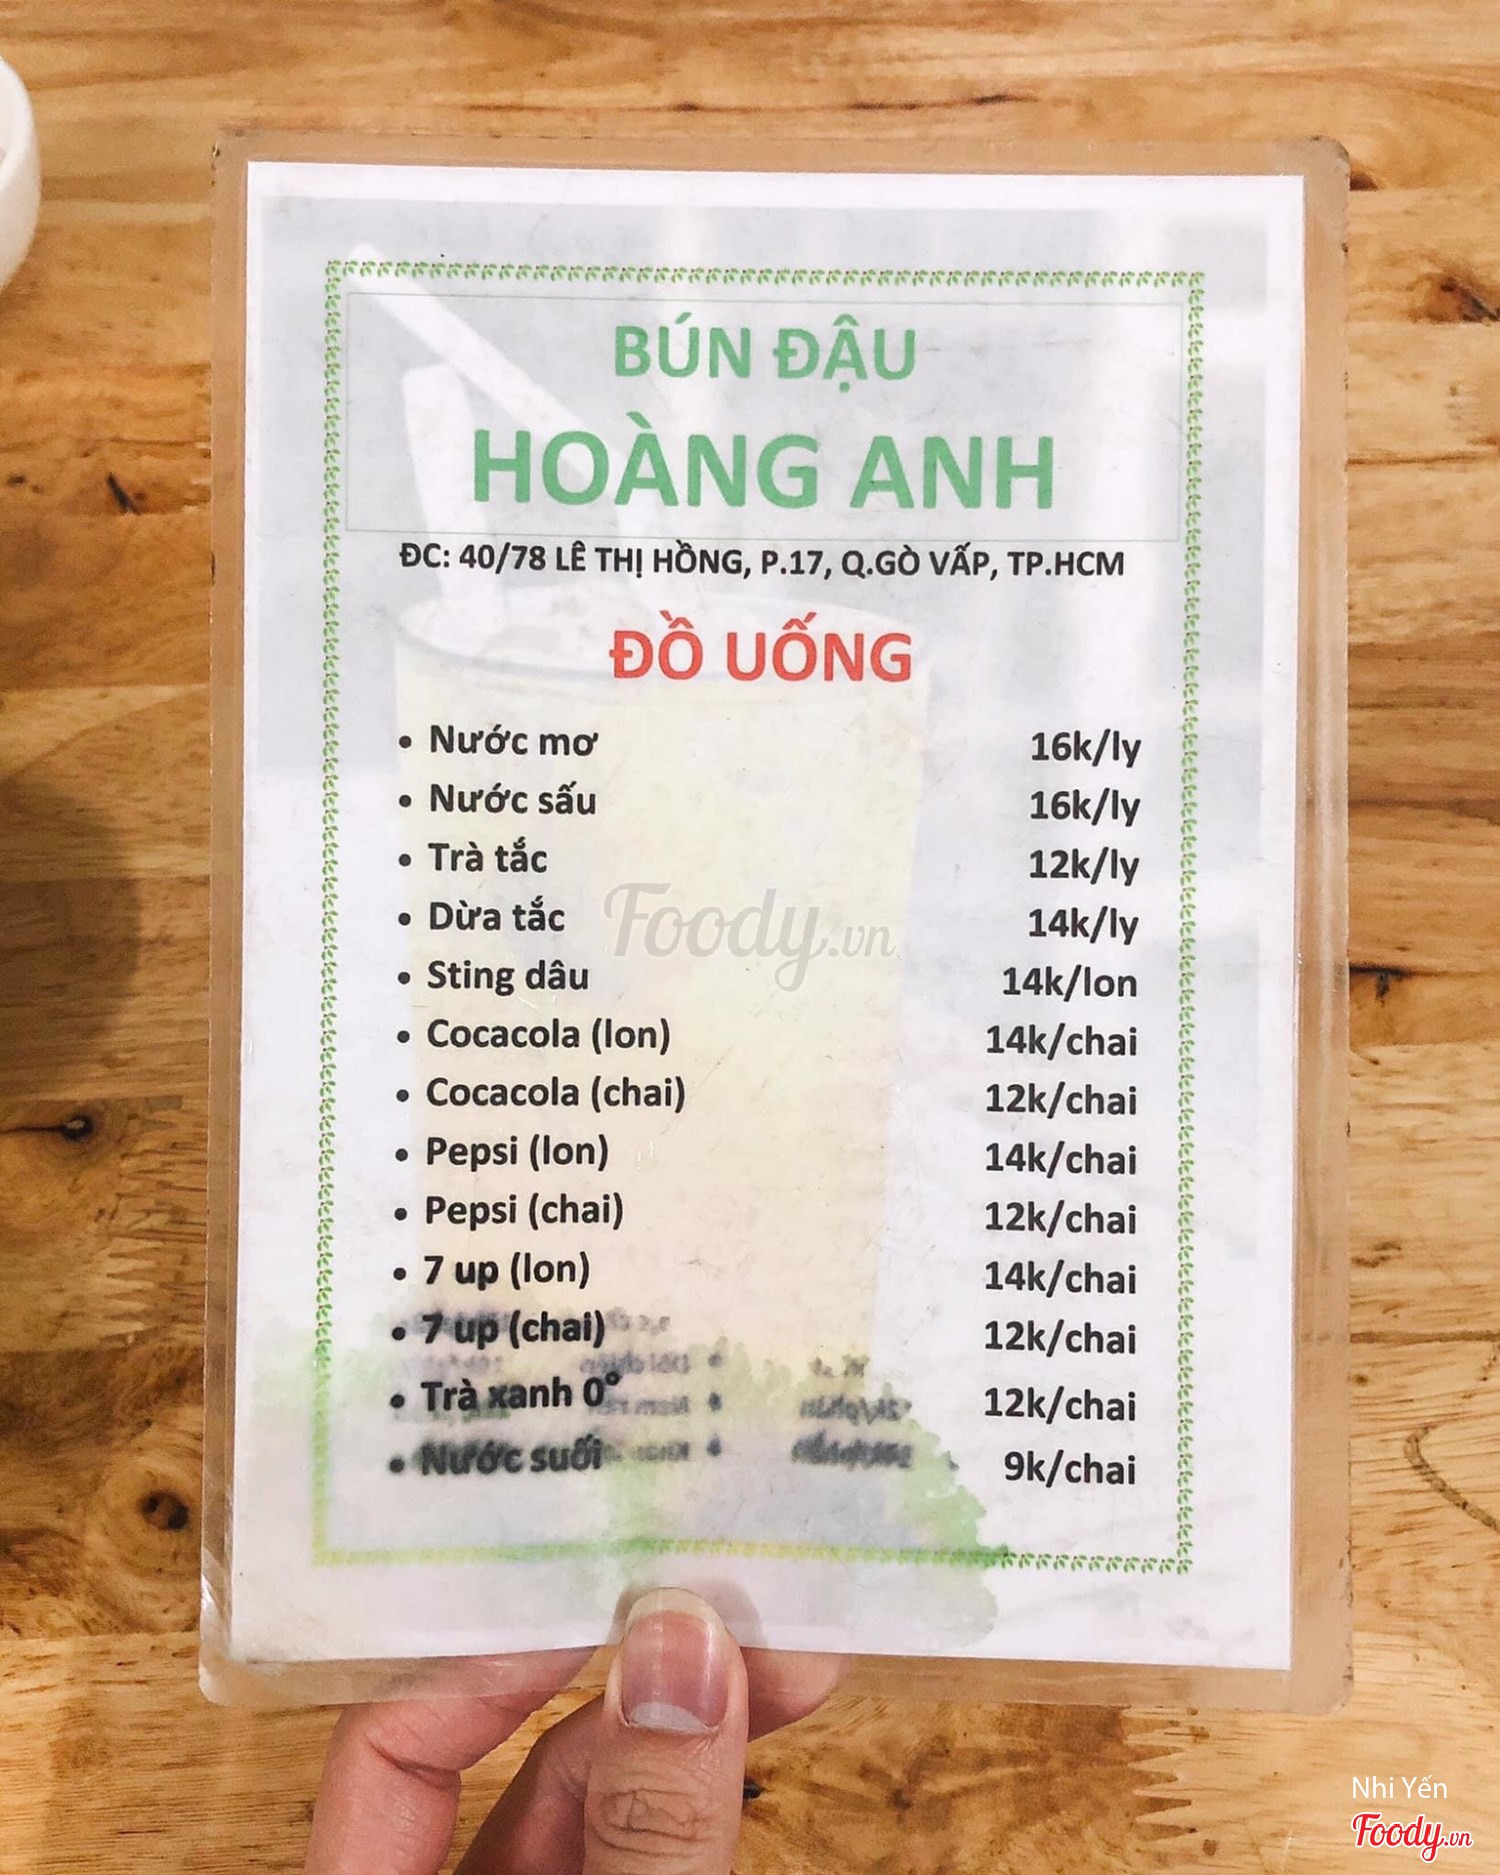 BÚN ĐẬU
HOÀNG ANH
ĐC: 40/78 LÊ THỊ HỒNG, P.17, Q.GÒ VẤP, TP.HCM
ĐỒ UỐNG
• Nước mơ 16k/ly
• Nước sấu 16k/ly
• Trà tắc 12k/ly
• Dừa tắc 14k/ly
Foody.vn
• Sting dâu 14k/lon
• Cocacola (lon) 14k/chai
• Cocacola (chai) 12k/chai
• Pepsi (lon) 14k/chai
• Pepsi (chai) 12k/chai
• 7 up (lon) 14k/chai
• 7 up (chai) 12k/chai
• Trà xanh 0° 12k/chai
• Nước suối 9k/chai
Nhi Yến
Foody.vn